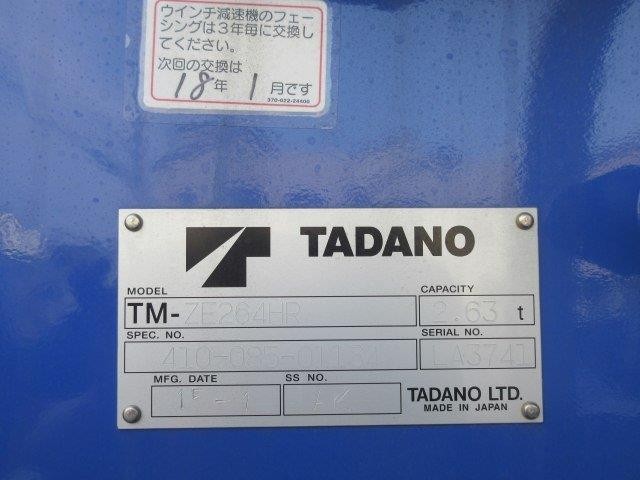 ウインチ減速機のフェー
シングは3年毎に交換し
てください。
次回の交換は
18年 1月です
370-022-24400
TADANO
MODEL
CAPACITY
TM-ZE264HR
2.63 t
SPEC. NO.
SERIAL NO.
LA3741
MFG. DATE
SS NO.
TADANO LTD.
MADE IN JAPAN